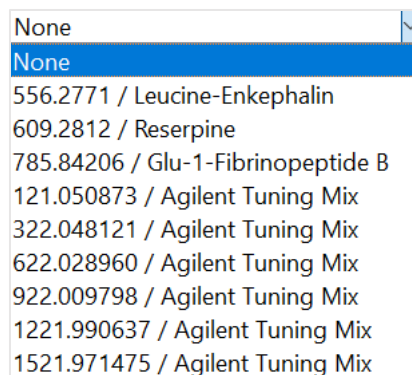 None
None
556.2771 / Leucine-Enkephalin
609.2812 / Reserpine
785.84206 / Glu-1-Fibrinopeptide B
121.050873 / Agilent Tuning Mix
322.048121 / Agilent Tuning Mix
622.028960 / Agilent Tuning Mix
922.009798 / Agilent Tuning Mix
1221.990637 / Agilent Tuning Mix
1521.971475 / Agilent Tuning Mix